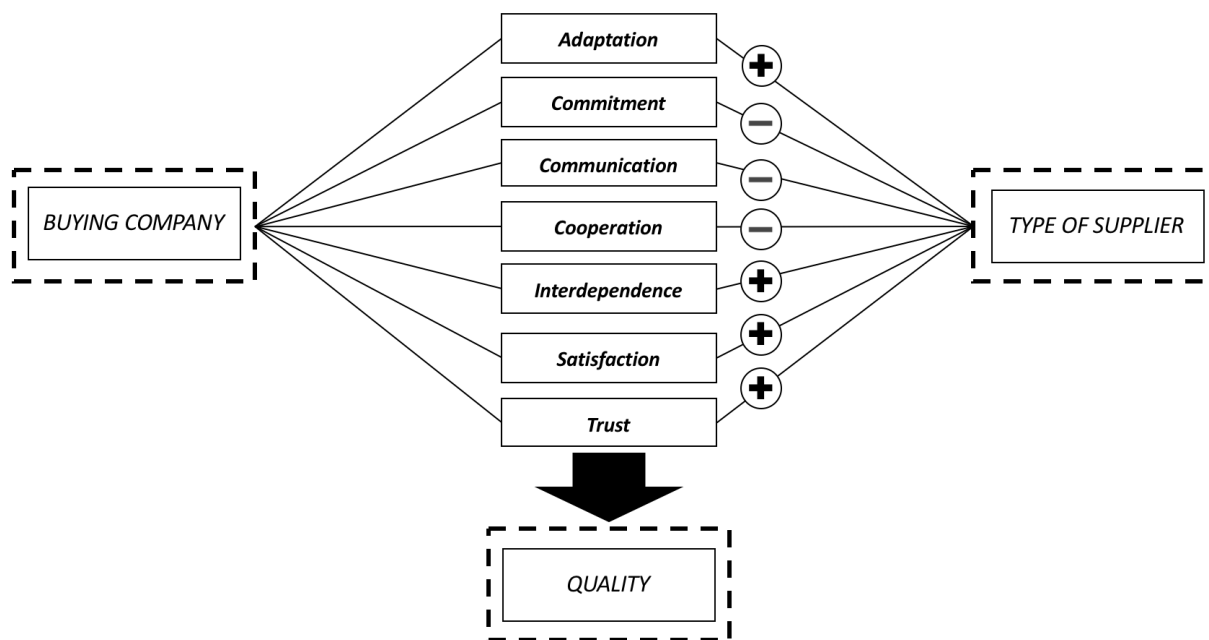 Adaptation
Commitment
Communication
Cooperation
Interdependence
Satisfaction
Trust
BUYING COMPANY
TYPE OF SUPPLIER
QUALITY